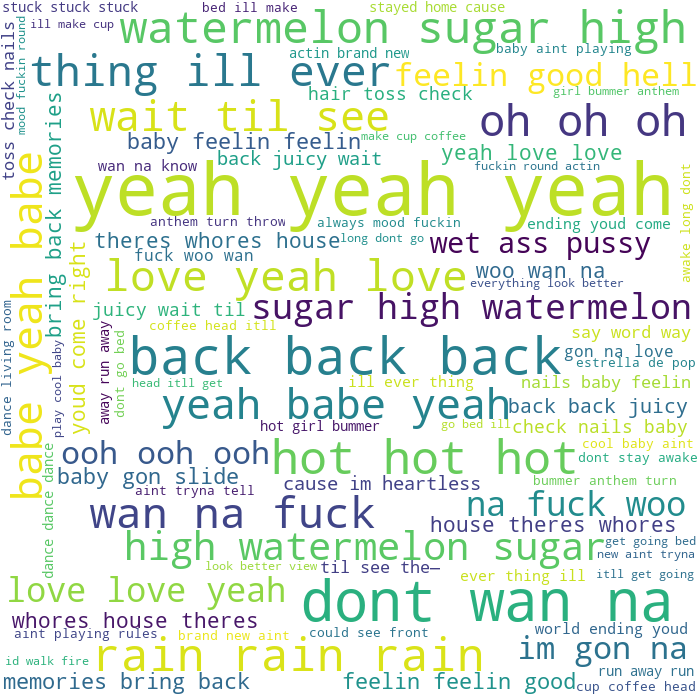 stuck stuck stuck
bed ill make
stayed home cause
ill make cup
watermelon sugar high
actin brand new
baby aint playing
thing ill ever
feelin good hell
hair toss check
girl bummer anthem
wait til see
oh oh oh
baby feelin feelin
make cup coffee
back juicy wait
yeah love love
wan na know
fuckin round actin
yeah yeah yeah
anthem turn throw
always mood fuckin
ending youd come
theres whores house
long dont go
wet ass pussy
fuck woo wan
love yeah love
woo wan na
everything look better
juicy wait til
sugar high watermelon
coffee head itll
say word way
back back back
gon na love
estrella de pop
head itll get
ill ever thing
nails baby feelin
yeah babe yeah
back back juicy
hot girl bummer
go bed ill
check nails baby
ooh ooh ooh
hot hot hot
cool baby aint
dont stay awake
baby gon slide
cause im heartless
bummer anthem turn
aint tryna tell
wan na fuck
na fuck woo
house theres whores
high watermelon sugar
get going bed
new aint tryna
look better view
til see the—
ever thing ill
itll get going
love love yeah
dont wan na
whores house theres
aint playing rules
brand new aint
could see front
world ending youd
rain rain rain
im gon na
id walk fire
run away run
memories bring back
feelin feelin good
cup coffee head
toss check nails
mood fuckin round
babe yeah babe
bring back memories
youd come right
dance living room
play cool baby
away run away
dont go bed
dance dance dance
awake long dont